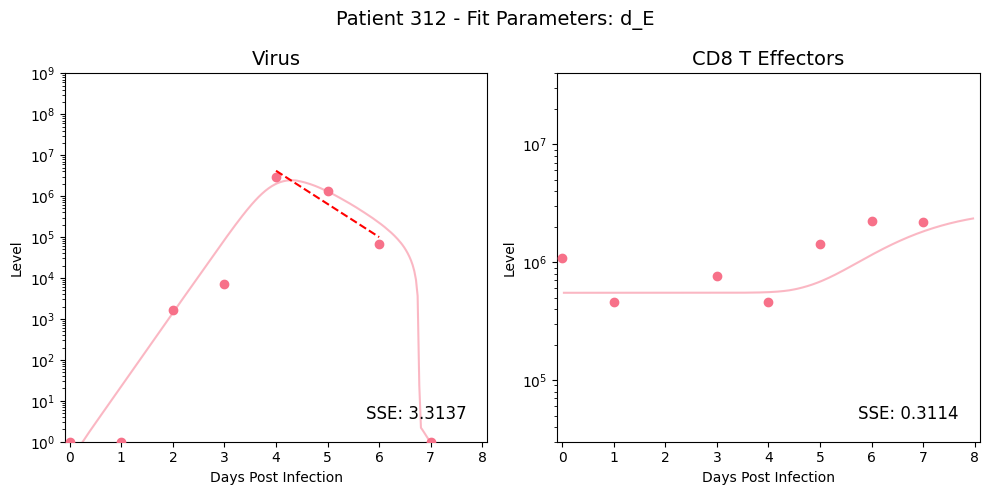 Patient 312 - Fit Parameters: d_E
Virus
Level
10^9
10^8
10^7
10^6
10^5
10^4
10^3
10^2
10^1
10^0
SSE: 3.3137
0 1 2 3 4 5 6 7 8
Days Post Infection
CD8 T Effectors
Level
10^7
10^6
10^5
SSE: 0.3114
0 1 2 3 4 5 6 7 8
Days Post Infection